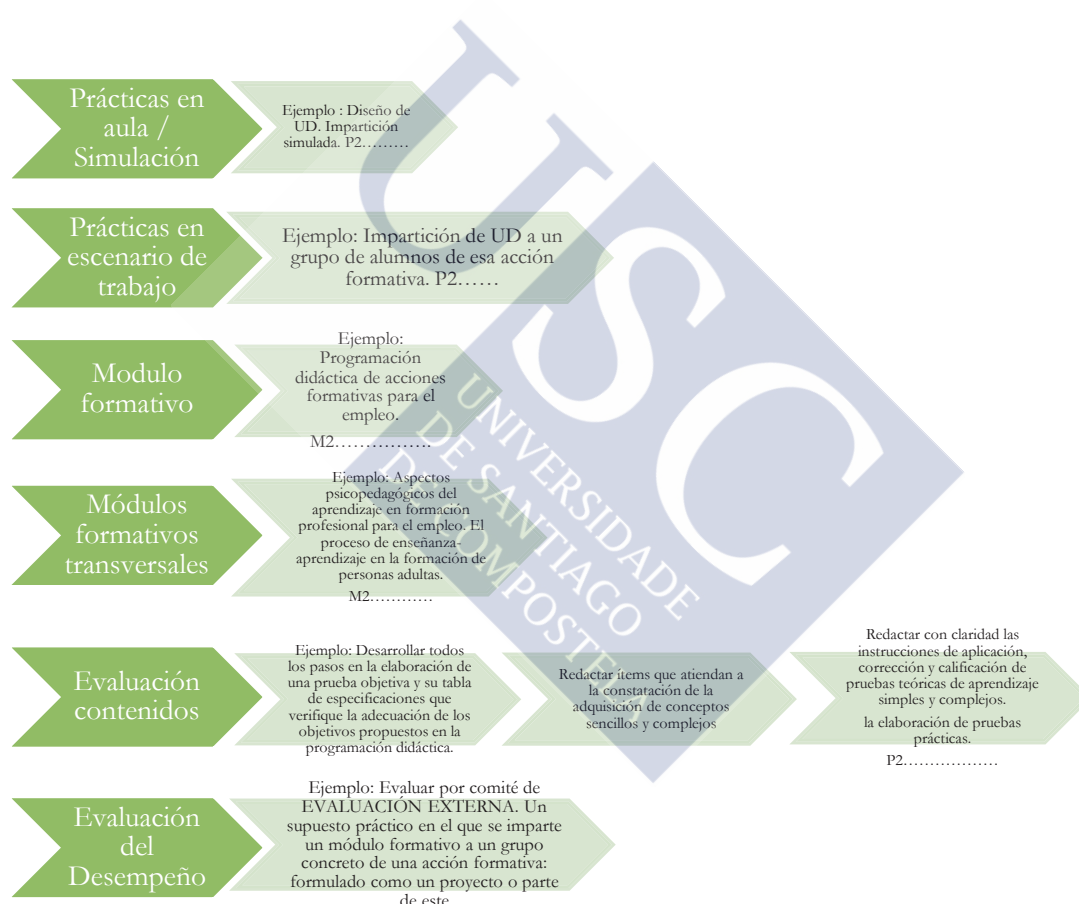 Prácticas en
aula /
Simulación
Ejemplo : Diseño de
UD. Impartición
simulada. P2………
Prácticas en
escenario de
trabajo
Ejemplo: Impartición de UD a un
grupo de alumnos de esa acción
formativa. P2……
Modulo
formativo
Ejemplo:
Programación
didáctica de acciones
formativas para el
empleo.
M2…………….
Módulos
formativos
transversales
Ejemplo: Aspectos
psicopedagógicos del
aprendizaje en formación
profesional para el empleo. El
proceso de enseñanza-
aprendizaje en la formación de
personas adultas.
M2…………
Evaluación
contenidos
Ejemplo: Desarrollar todos
los pasos en la elaboración de
una prueba objetiva y su tabla
de especificaciones que
verifique la adecuación de los
objetivos propuestos en la
programación didáctica.
Redactar ítems que atiendan a
la constatación de la
adquisición de conceptos
sencillos y complejos
Redactar con claridad las
instrucciones de aplicación,
corrección y calificación de
pruebas teóricas de aprendizaje
simples y complejos.
la elaboración de pruebas
prácticas.
P2………………
Evaluación
del
Desempeño
Ejemplo: Evaluar por comité de
EVALUACIÓN EXTERNA. Un
supuesto práctico en el que se imparte
un módulo formativo a un grupo
concreto de una acción formativa:
formulado como un proyecto o parte
de este
USC
UNIVERSIDADE
DE SANTIAGO
DE COMPOSTELA